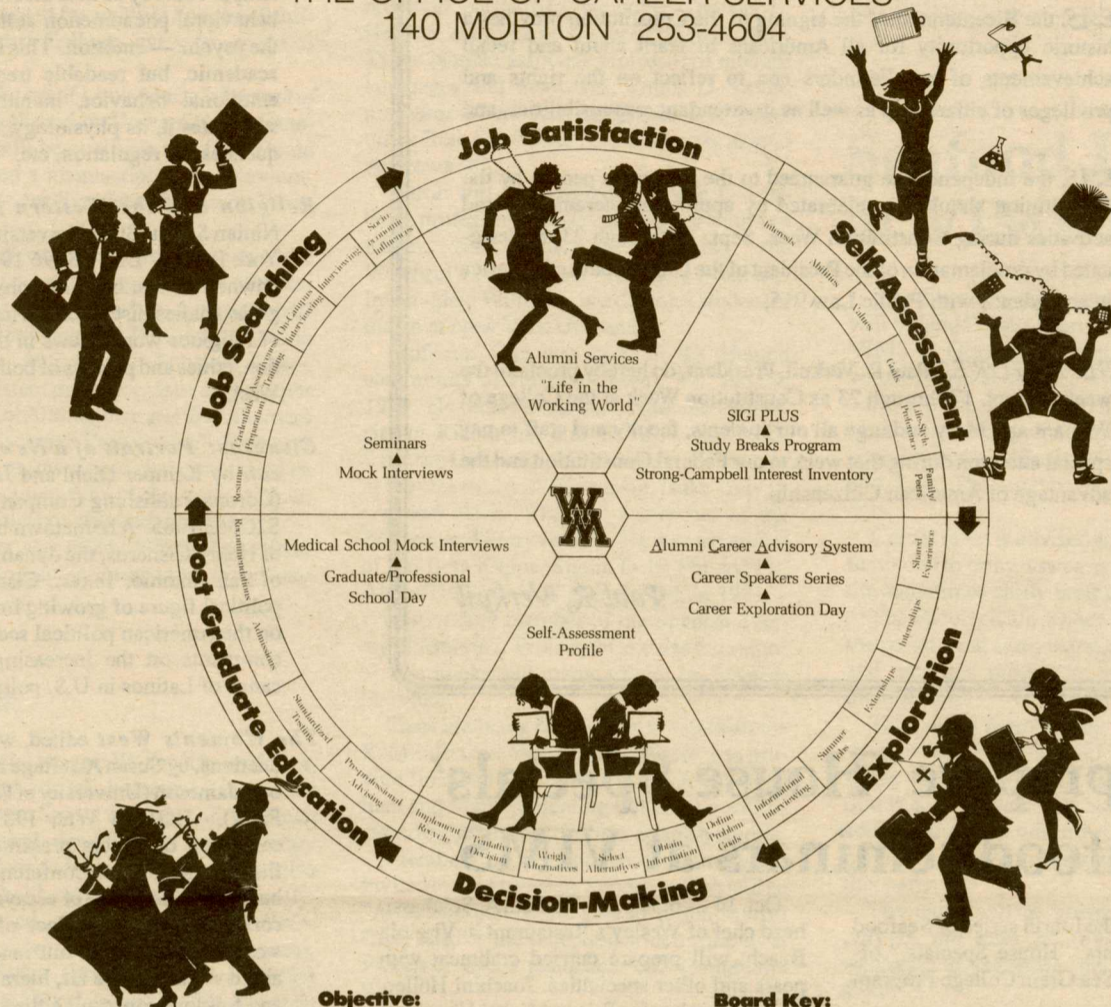 THE OFFICE OF CAREER SERVICES
140 MORTON 253-4604
Job Satisfaction
Alumni Services
"Life in the
Working World"
Self-Assessment
Interests
Abilities
Values
Goals
Life-Style
Preference
Family
Peers
SIGI PLUS
Study Breaks Program
Strong-Campbell Interest Inventory
Exploration
Shared
Experience
Internships
Externships
Summer
Jobs
Informational
Interviewing
Alumni Career Advisory System
Career Speakers Series
Career Exploration Day
Decision-Making
Define
Problem
Goals
Obtain
Information
Select
Alternatives
Weigh
Alternatives
Tentative
Decision
Implement
Recycle
Self-Assessment
Profile
Post Graduate Education
Preprofessional
Advising
Standardized
Testing
Admissions
Recommendations
Medical School Mock Interviews
Graduate/Professional
School Day
Job Searching
Resume
Credentials
Preparation
Assertiveness
Training
On-Campus
Interviewing
Interviewing
Socio-
economic
Influences
Seminars
Mock Interviews
WM
Objective:
Board Key: